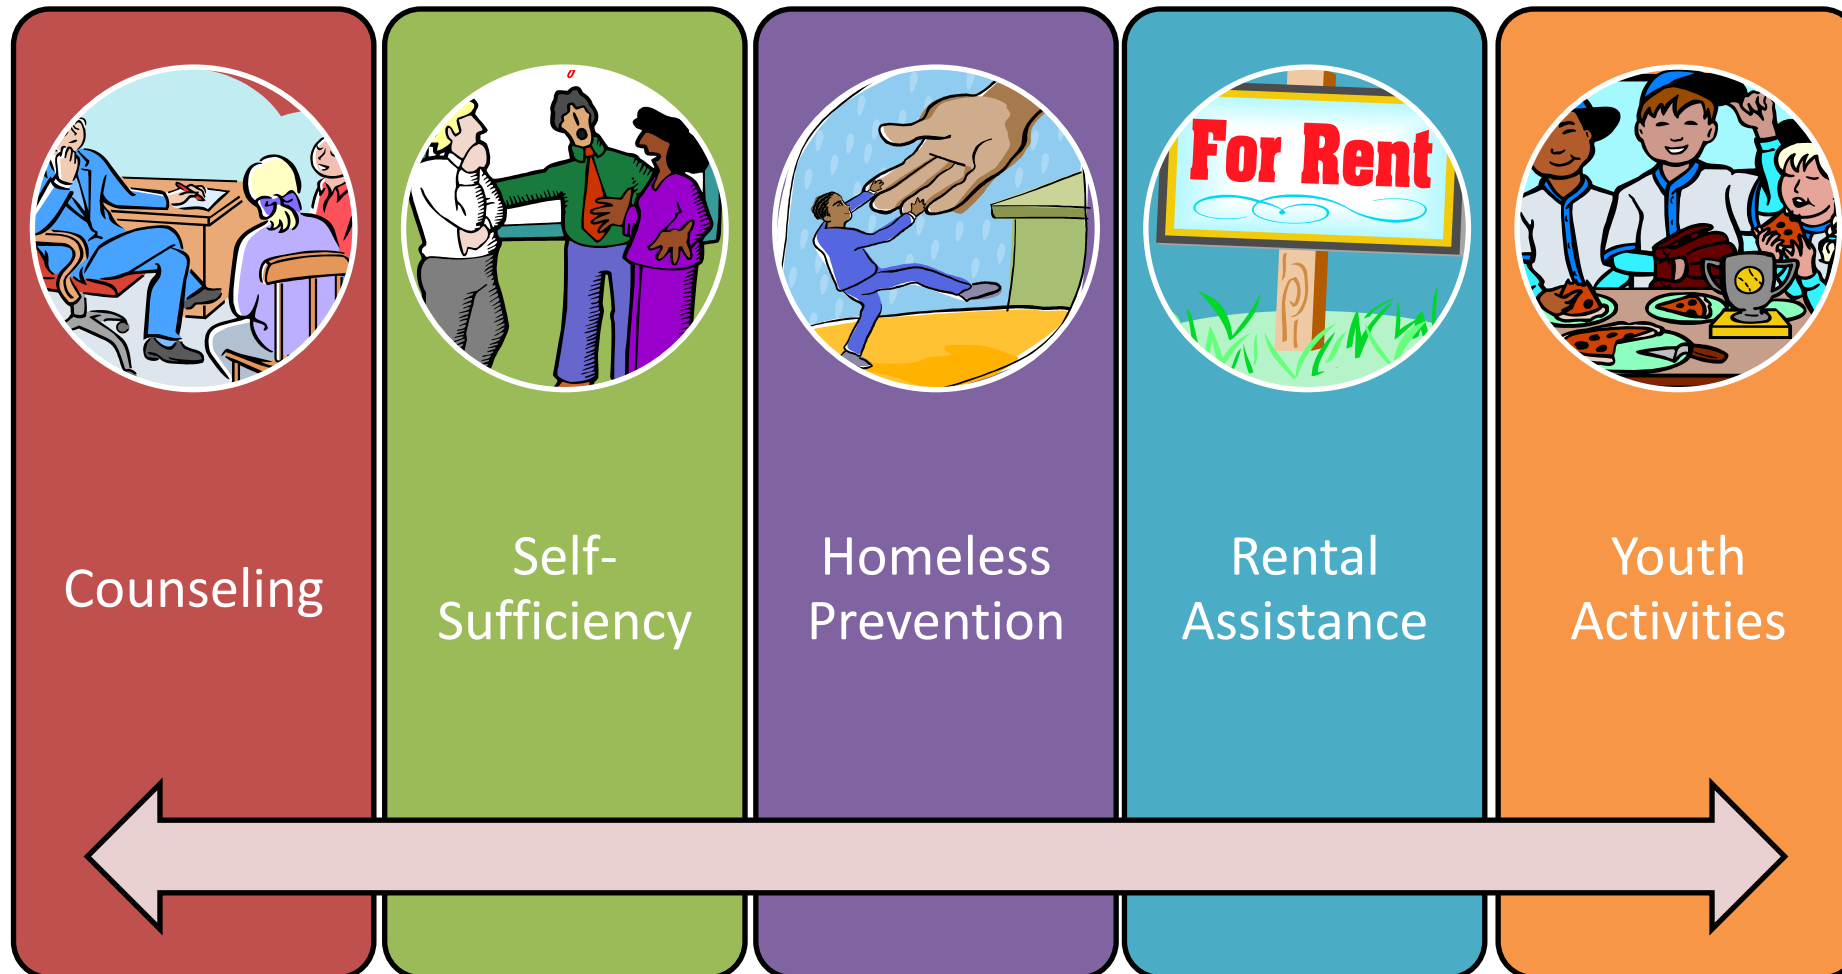 For Rent
Counseling
Self-
Sufficiency
Homeless
Prevention
Rental
Assistance
Youth
Activities